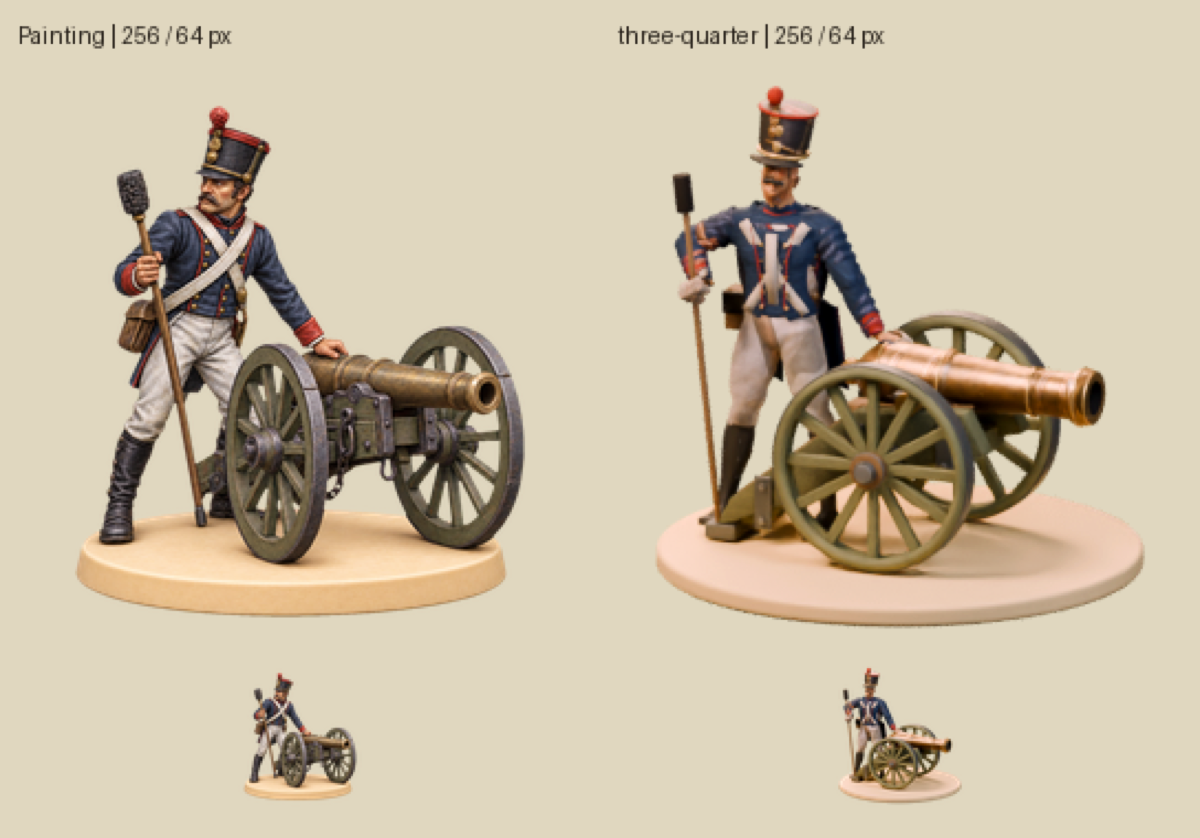 Painting | 256 / 64 px
three-quarter | 256 / 64 px